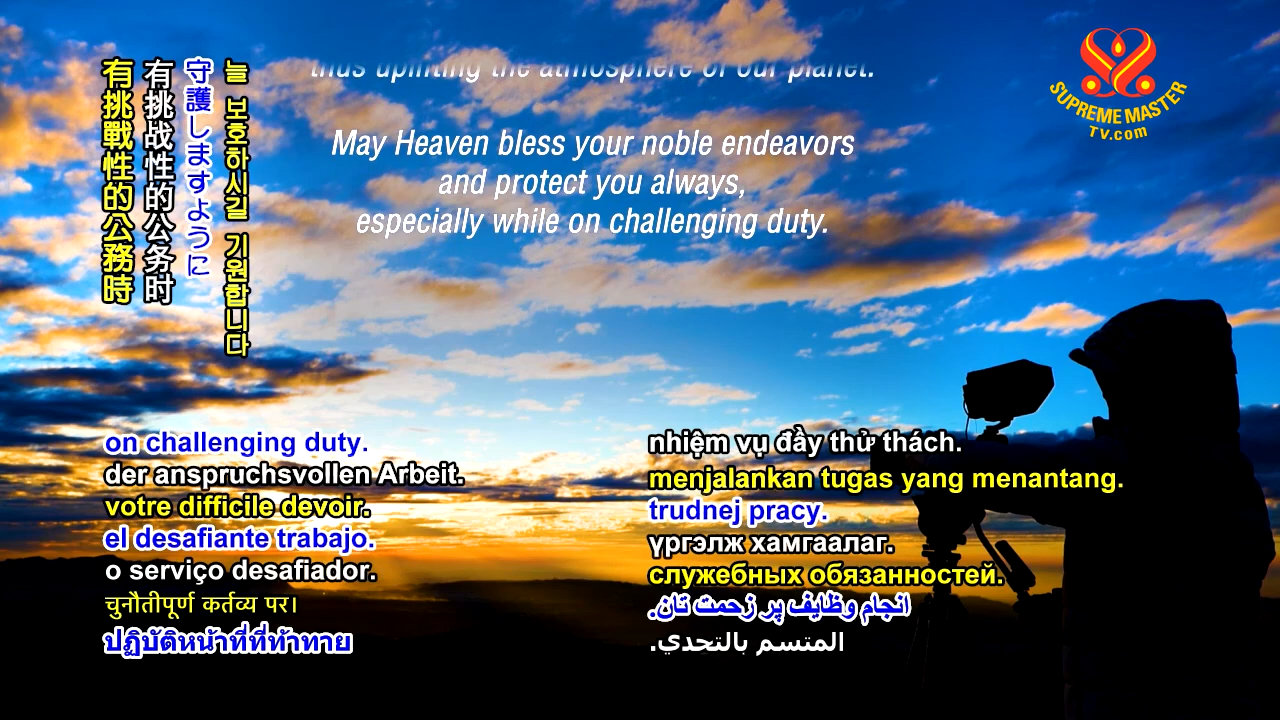 thus uplifting the atmosphere of our planet.
May Heaven bless your noble endeavors
and protect you always,
especially while on challenging duty.
SUPREME MASTER
TV.com
有挑戰性的公務時
有挑战性的公务时
守護しますように
늘 보호하시길 기원합니다
on challenging duty.
der anspruchsvollen Arbeit.
votre difficile devoir.
el desafiante trabajo.
o serviço desafiador.
चुनौतीपूर्ण कर्तव्य पर।
ปฏิบัติหน้าที่ที่ท้าทาย
nhiệm vụ đầy thử thách.
menjalankan tugas yang menantang.
trudnej pracy.
үргэлж хамгаалаг.
служебных обязанностей.
انجام وظایف پر زحمت تان.
المتسم بالتحدي.